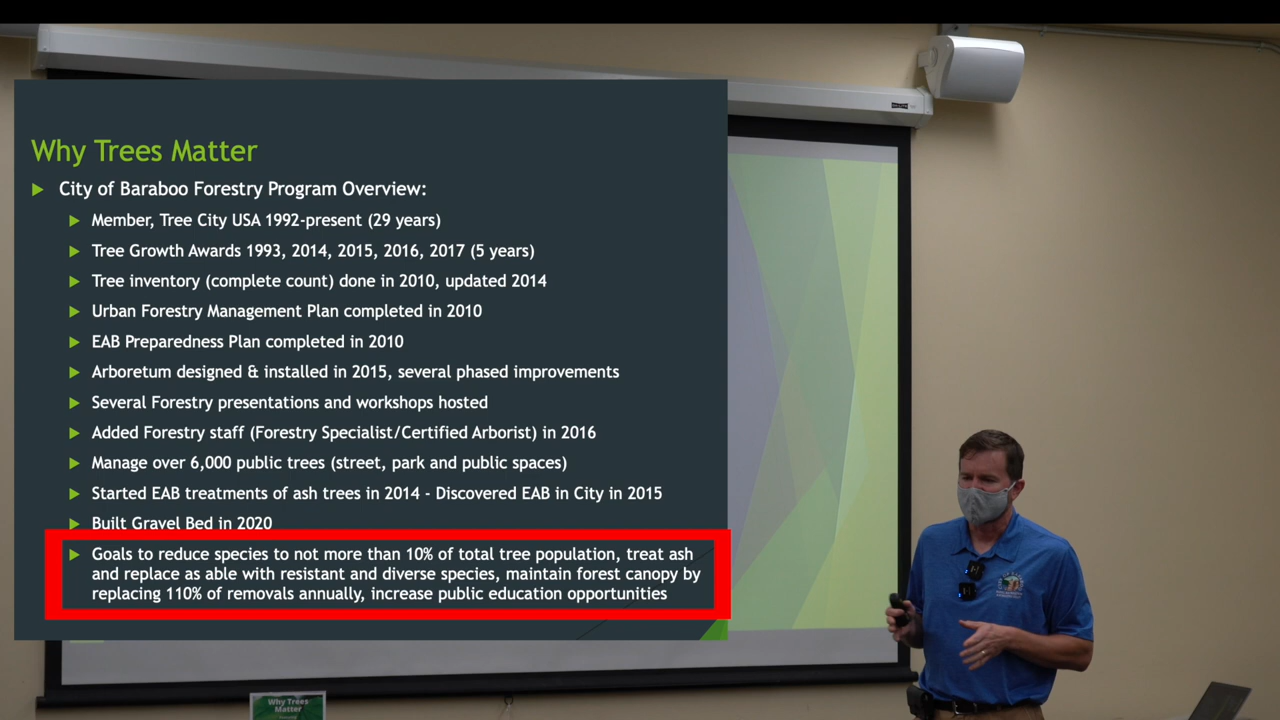 Why Trees Matter
City of Baraboo Forestry Program Overview:
Member, Tree City USA 1992-present (29 years)
Tree Growth Awards 1993, 2014, 2015, 2016, 2017 (5 years)
Tree inventory (complete count) done in 2010, updated 2014
Urban Forestry Management Plan completed in 2010
EAB Preparedness Plan completed in 2010
Arboretum designed & installed in 2015, several phased improvements
Several Forestry presentations and workshops hosted
Added Forestry staff (Forestry Specialist/Certified Arborist) in 2016
Manage over 6,000 public trees (street, park and public spaces)
Started EAB treatments of ash trees in 2014 - Discovered EAB in City in 2015
Built Gravel Bed in 2020
Goals to reduce species to not more than 10% of total tree population, treat ash
and replace as able with resistant and diverse species, maintain forest canopy by
replacing 110% of removals annually, increase public education opportunities
Why Trees
Matter